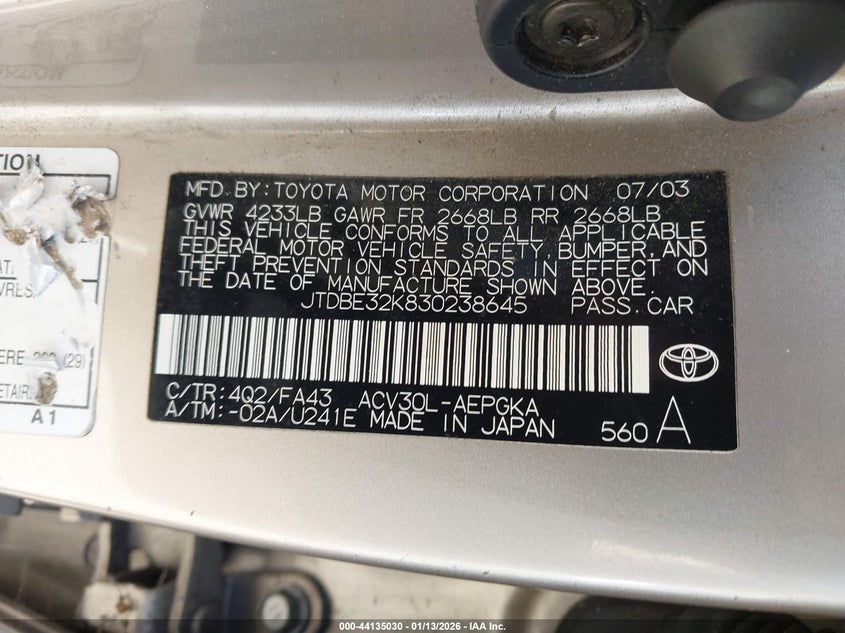 MFD. BY: TOYOTA MOTOR CORPORATION 07/03
GVWR 4233LB GAWR FR 2668LB RR 2668LB
THIS VEHICLE CONFORMS TO ALL APPLICABLE
FEDERAL MOTOR VEHICLE SAFETY, BUMPER, AND
THEFT PREVENTION STANDARDS IN EFFECT ON
THE DATE OF MANUFACTURE SHOWN ABOVE.
JTDBE32K830238645 PASS. CAR
C/TR: 4Q2/FA43 ACV30L-AEPGKA
A/TM: -02A/U241E MADE IN JAPAN 560 A
(29)
A1
000-44135030 - 01/13/2026 - IAA Inc.